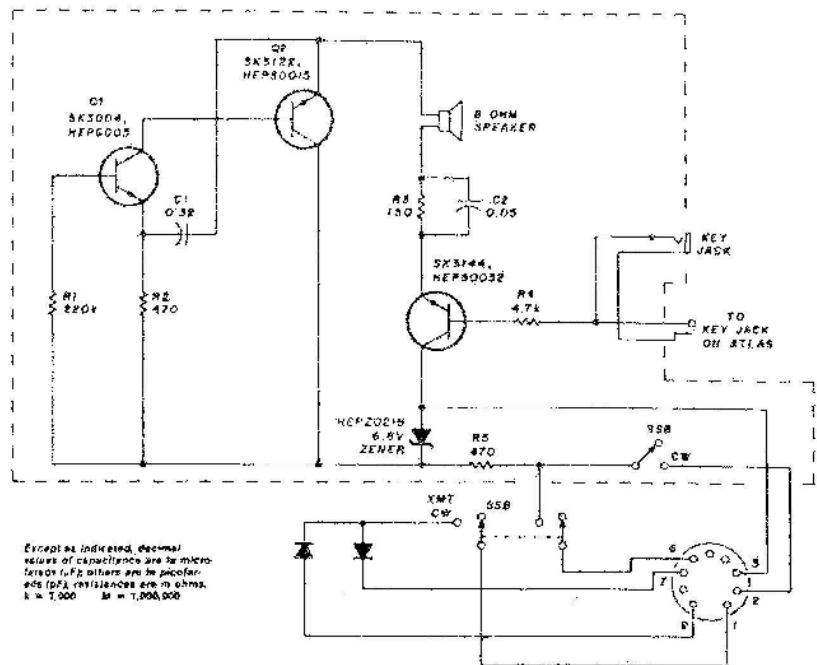 Q2
SK3122,
HEPS0015
Q1
SK3004,
HEPG005
8 OHM
SPEAKER
C1
0.32
R3
150
C2
0.05
KEY
JACK
SK3144,
HEPS0032
R1
220k
R2
470
R4
4.7k
TO
KEY JACK
ON ATLAS
HEPZ0215
6.8V
ZENER
R5
470
SSB
CW
XMT
CW
SSB
6
3
7
1
2
1
Except as indicated, decimal
values of capacitance are in micro-
farads (µF); others are in picofar-
ads (pF); resistances are in ohms.
k = 1,000 M = 1,000,000